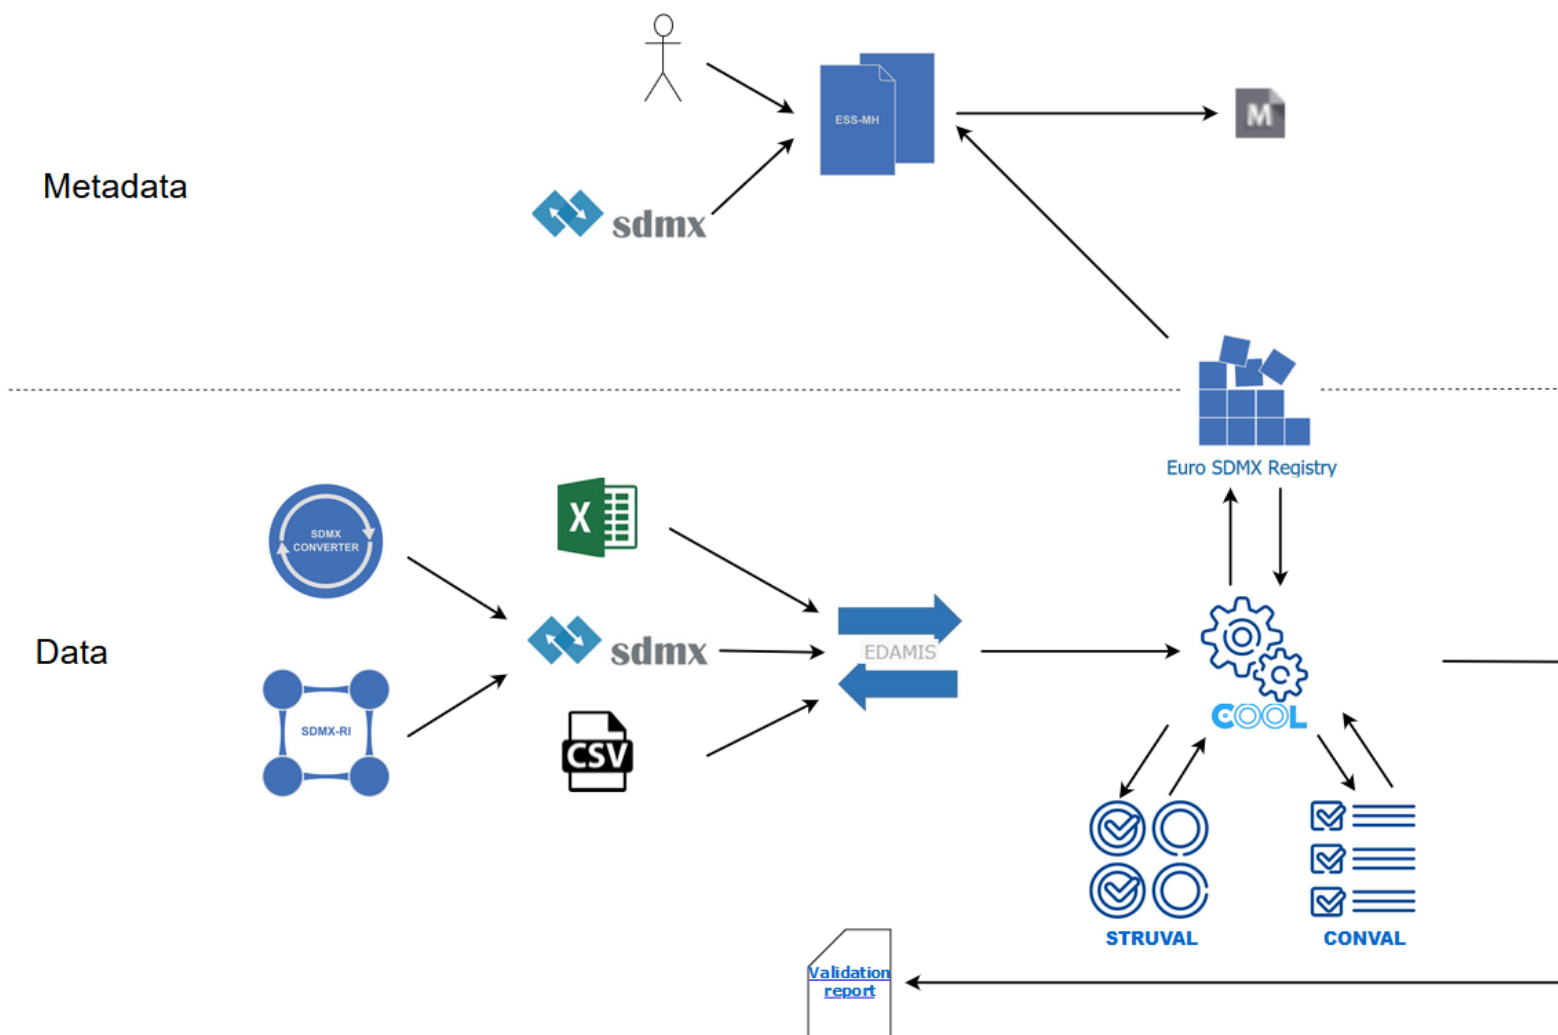 ESS-MH
M
Metadata
sdmx
Euro SDMX Registry
SDMX
CONVERTER
X
sdmx
EDAMIS
Data
SDMX-RI
COOL
CSV
STRUVAL
CONVAL
Validation
report